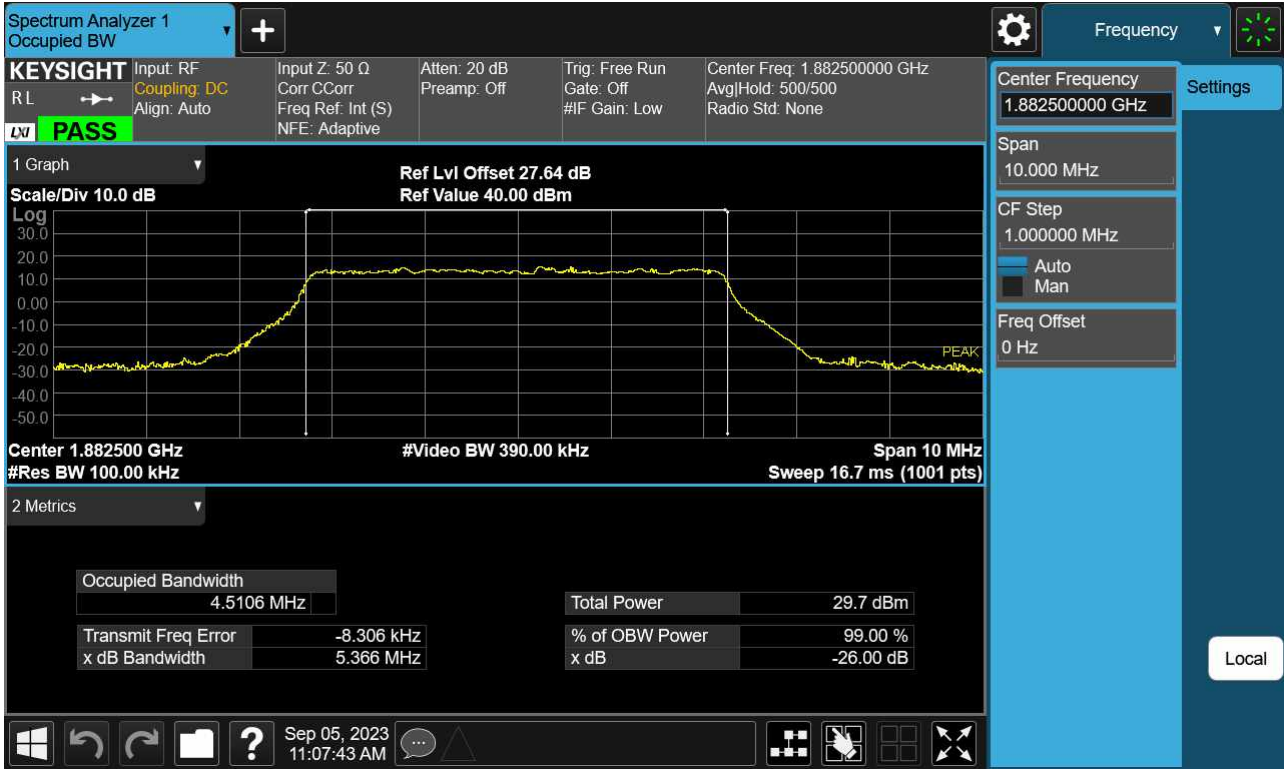 Spectrum Analyzer 1
Occupied BW
Frequency
KEYSIGHT
R L
LXI
PASS
Input: RF
Coupling: DC
Align: Auto
Input Z: 50 Ω
Corr CCorr
Freq Ref: Int (S)
NFE: Adaptive
Atten: 20 dB
Preamp: Off
Trig: Free Run
Gate: Off
#IF Gain: Low
Center Freq: 1.882500000 GHz
Avg|Hold: 500/500
Radio Std: None
Center Frequency
1.882500000 GHz
Settings
Span
10.000 MHz
CF Step
1.000000 MHz
Auto
Man
Freq Offset
0 Hz
Local
1 Graph
Ref Lvl Offset 27.64 dB
Scale/Div 10.0 dB
Ref Value 40.00 dBm
Log
30.0
20.0
10.0
0.00
-10.0
-20.0
-30.0
-40.0
-50.0
PEAK
Center 1.882500 GHz
#Video BW 390.00 kHz
Span 10 MHz
#Res BW 100.00 kHz
Sweep 16.7 ms (1001 pts)
2 Metrics
Occupied Bandwidth
4.5106 MHz
Total Power 29.7 dBm
Transmit Freq Error -8.306 kHz
% of OBW Power 99.00 %
x dB Bandwidth 5.366 MHz
x dB -26.00 dB
?
Sep 05, 2023
11:07:43 AM